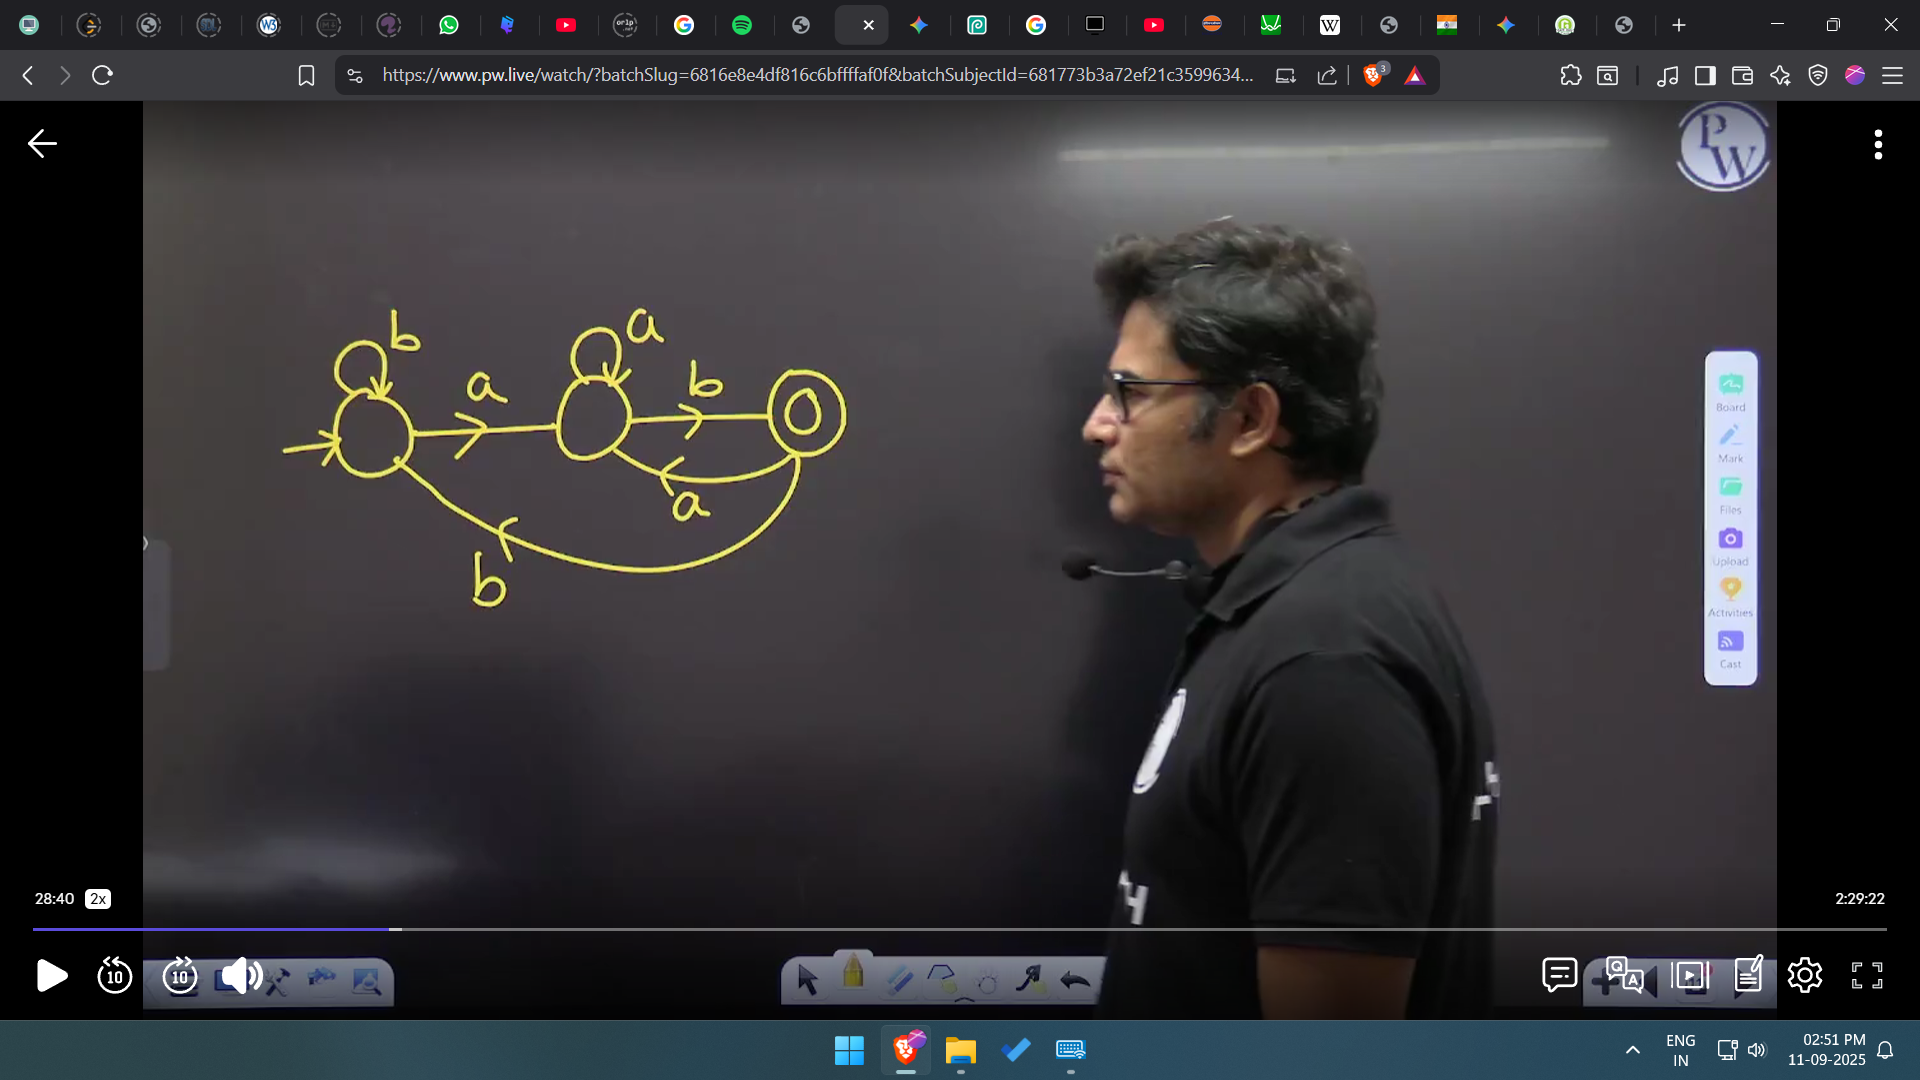 https://www.pw.live/watch/?batchSlug=6816e8e4df816c6bffffaf0f&batchSubjectId=681773b3a72ef21c3599634...
3
P
W
b
a
a
b
a
b
Board
Mark
Files
Upload
Activities
Cast
28:40 2x
2:29:22
10 10
ENG
IN
02:51 PM
11-09-2025